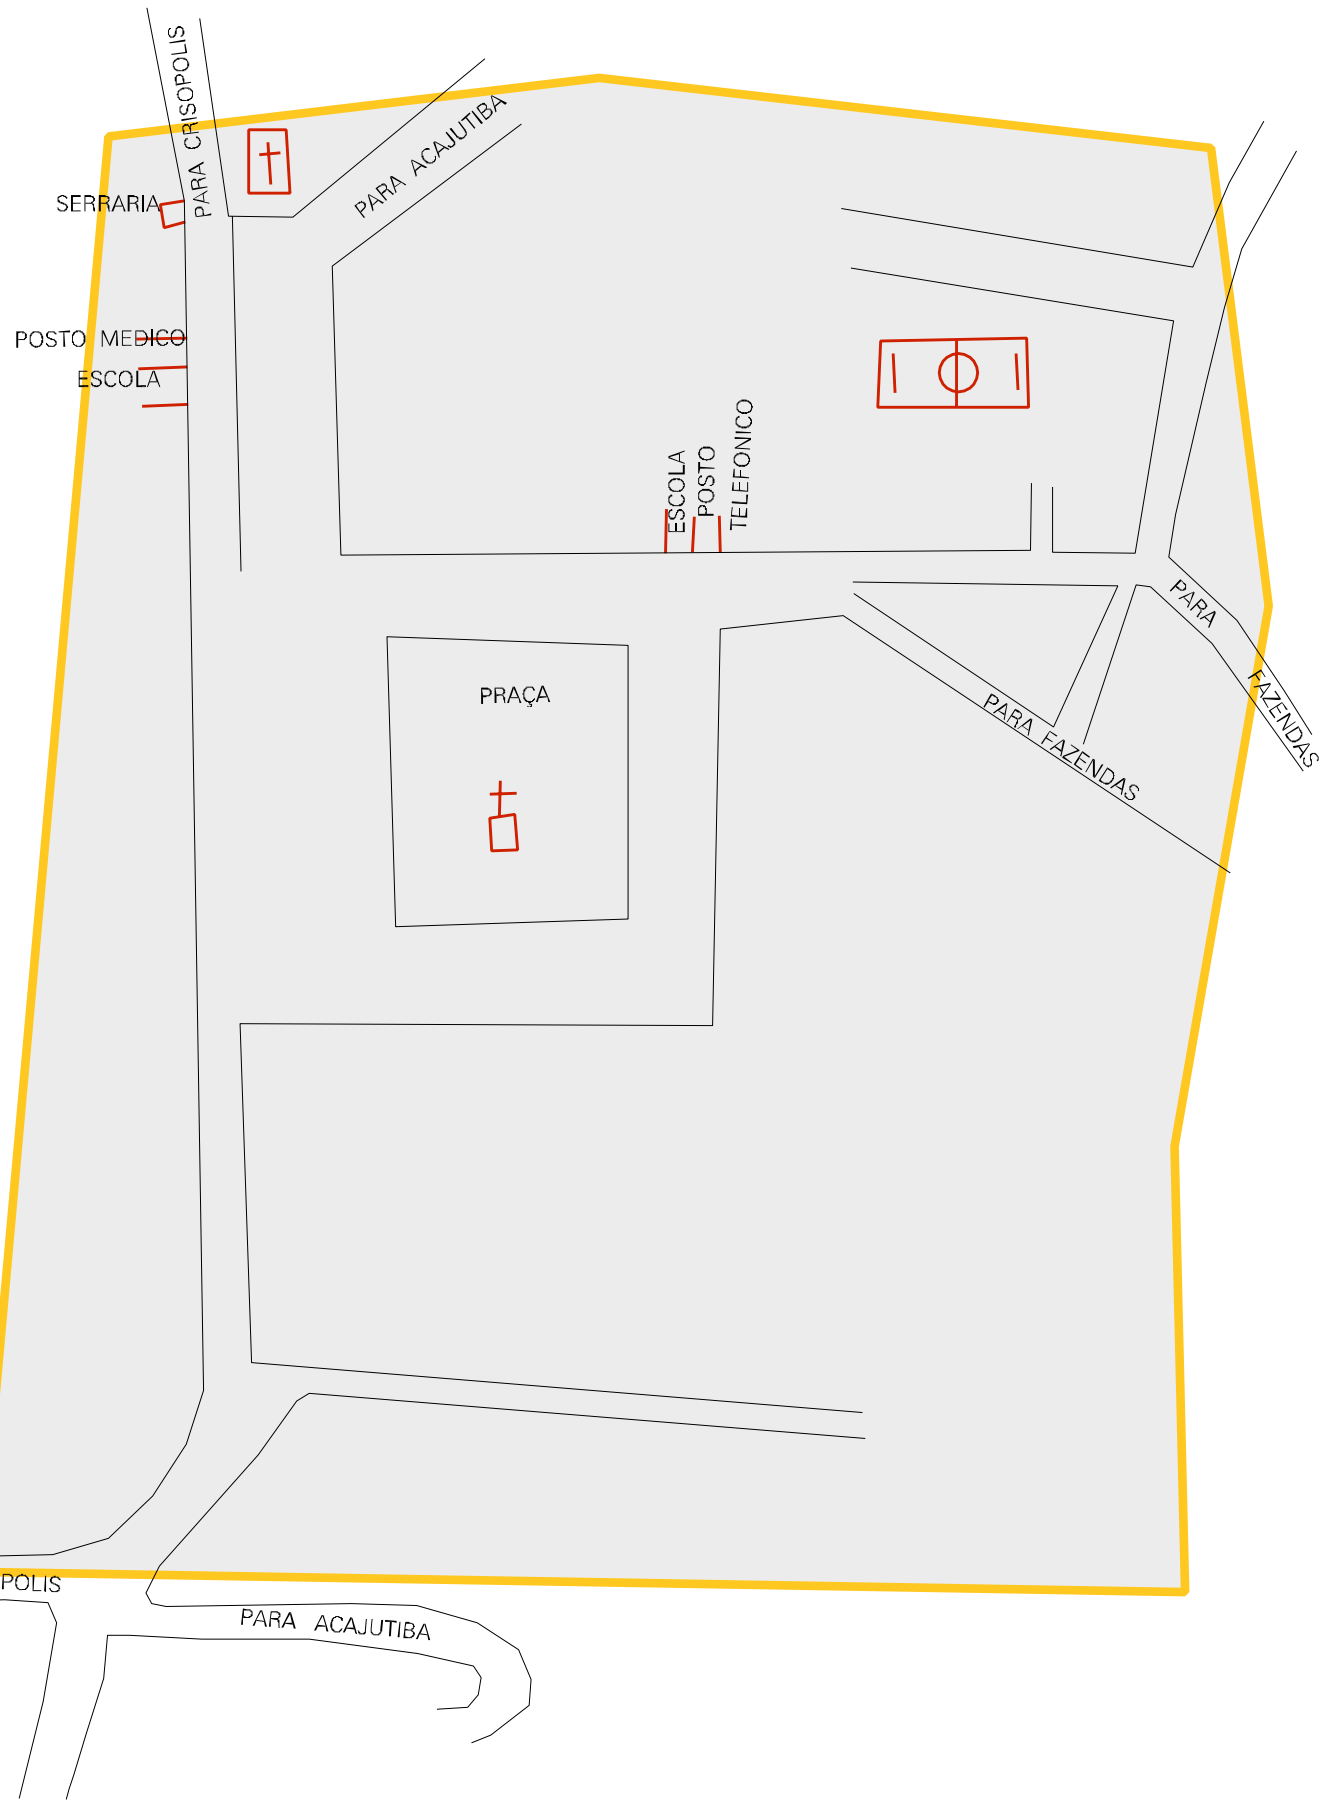 PARA CRISOPOLIS
PARA ACAJUTIBA
SERRARIA
POSTO MEDICO
ESCOLA
ESCOLA
POSTO
TELEFONICO
PARA
FAZENDAS
PRAÇA
PARA FAZENDAS
POLIS
PARA ACAJUTIBA